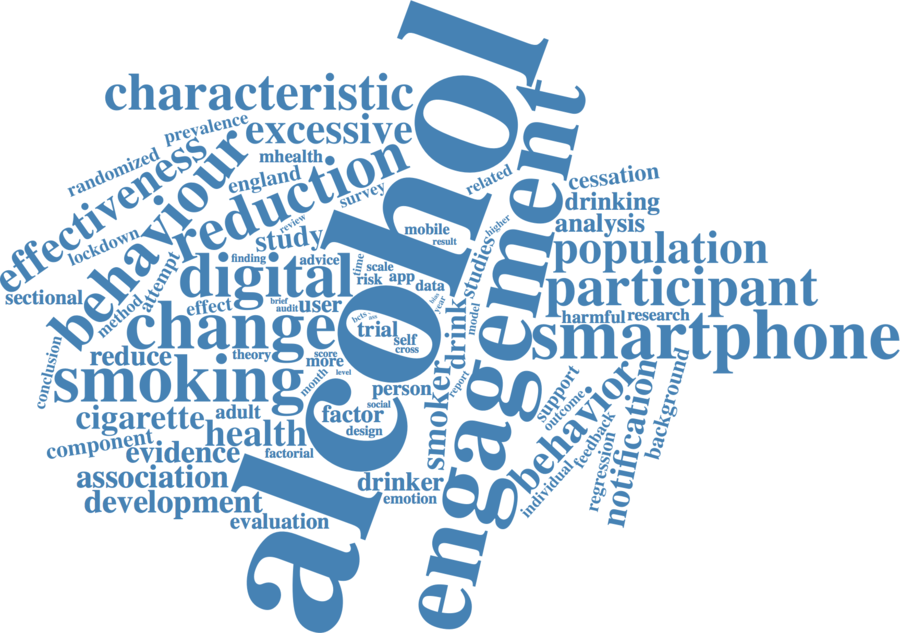 alcohol
engagement
characteristic
prevalence
excessive
randomized
effectiveness
behaviour
mhealth
england
reduction
survey
review
lockdown
study
related
cessation
drinking
analysis
population
participant
smartphone
harmful
research
mobile
result
higher
studies
finding
advice
time
scale
risk
app
data
digital
sectional
method
attempt
effect
brief
audit
user
bcts
trial
self
cross
year
drink
model
change
conclusion
reduce
theory
score
more
level
month
smoking
person
social
smoker
report
cigarette
adult
factor
design
health
component
evidence
factorial
association
drinker
emotion
development
evaluation
support
outcome
behavior
feedback
individual
regression
notification
background